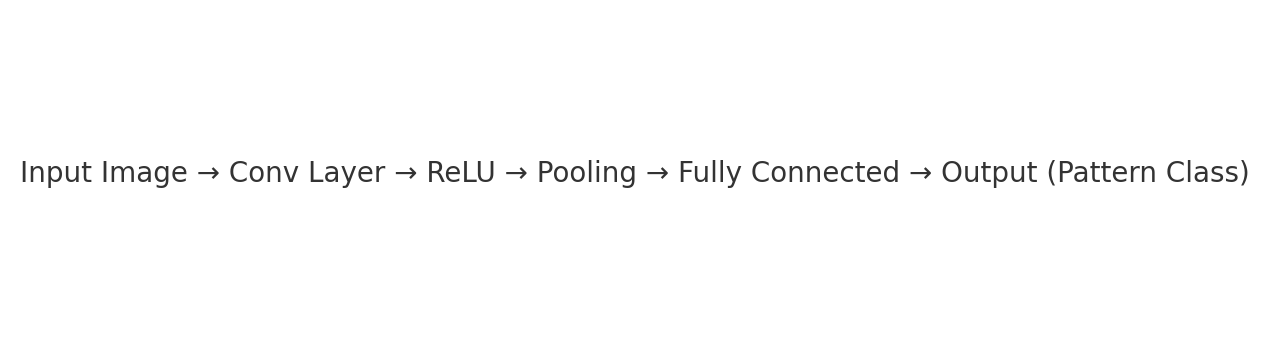 Input Image → Conv Layer → ReLU → Pooling → Fully Connected → Output (Pattern Class)